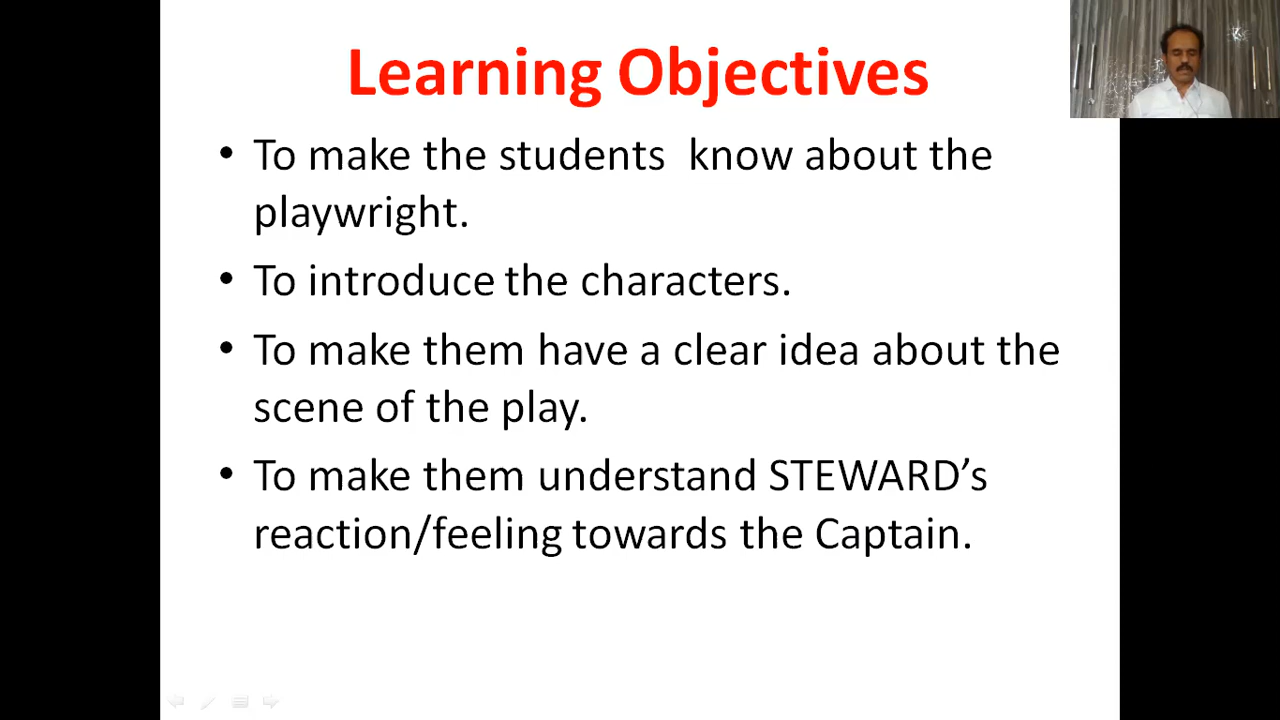 Learning Objectives
• To make the students  know about the
playwright.
• To introduce the characters.
• To make them have a clear idea about the
scene of the play.
• To make them understand STEWARD’s
reaction/feeling towards the Captain.